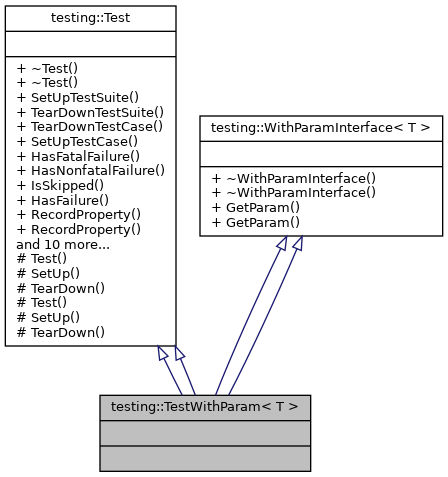 testing::Test
+ ~Test()
+ ~Test()
+ SetUpTestSuite()
+ TearDownTestSuite()
+ TearDownTestCase()
+ SetUpTestCase()
+ HasFatalFailure()
+ HasNonfatalFailure()
+ IsSkipped()
+ HasFailure()
+ RecordProperty()
+ RecordProperty()
and 10 more...
# Test()
# SetUp()
# TearDown()
# Test()
# SetUp()
# TearDown()
testing::WithParamInterface< T >
+ ~WithParamInterface()
+ ~WithParamInterface()
+ GetParam()
+ GetParam()
testing::TestWithParam< T >